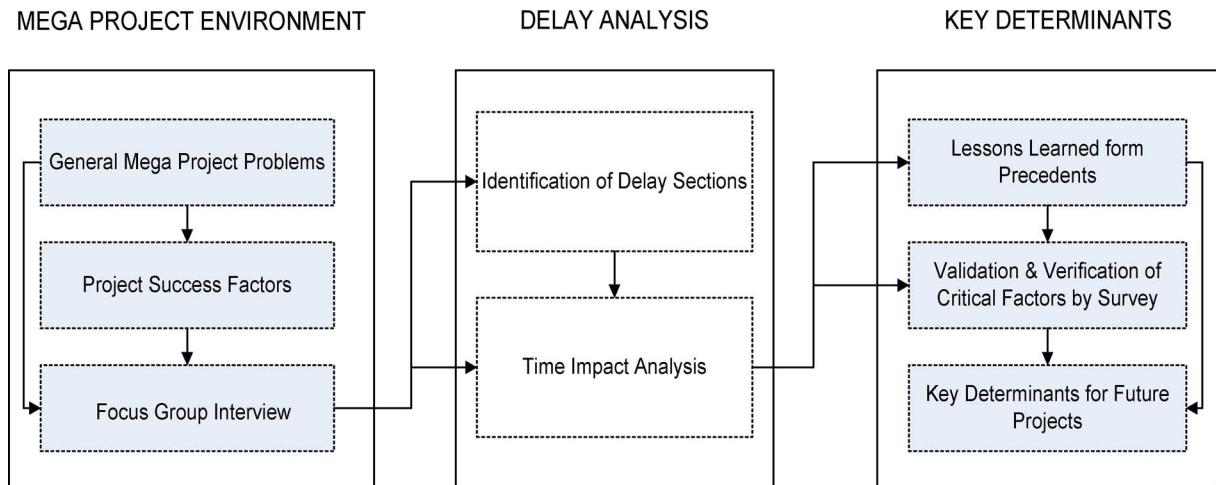 MEGA PROJECT ENVIRONMENT
General Mega Project Problems
Project Success Factors
Focus Group Interview
DELAY ANALYSIS
Identification of Delay Sections
Time Impact Analysis
KEY DETERMINANTS
Lessons Learned form
Precedents
Validation & Verification of
Critical Factors by Survey
Key Determinants for Future
Projects